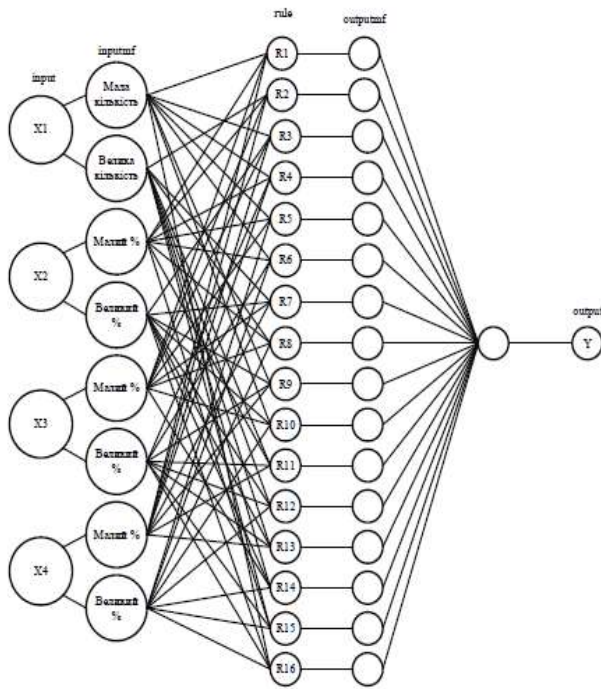 input
inputmf
rule
outputmf
output
X1
X2
X3
X4
Мала
кількість
Велика
кількість
Малий %
Великий
%
Малий %
Великий
%
Малий %
Великий
%
R1
R2
R3
R4
R5
R6
R7
R8
R9
R10
R11
R12
R13
R14
R15
R16
Y